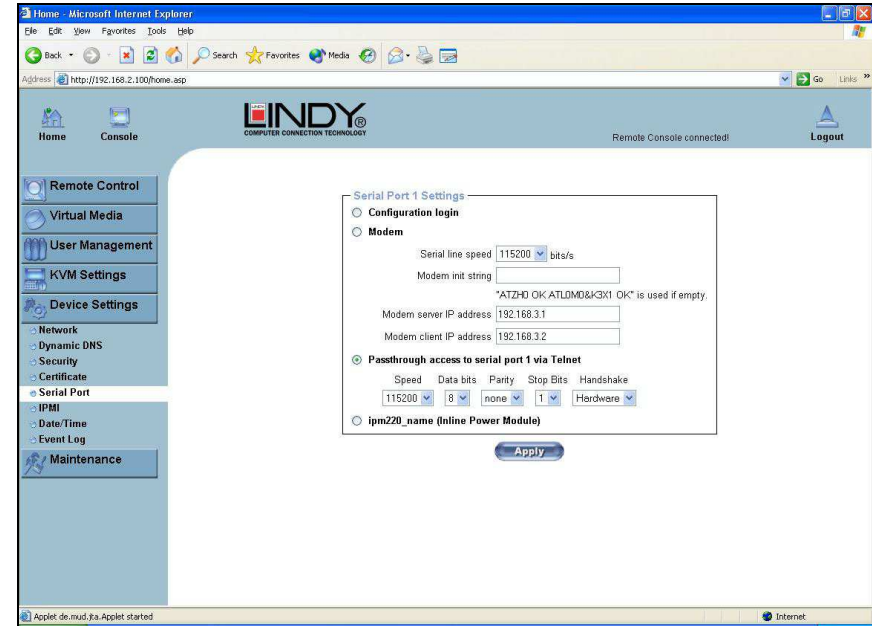 Home - Microsoft Internet Explorer
File Edit View Favorites Tools Help
Back Search Favorites Media
Address http://192.168.2.100/home.asp Go Links »
Home Console
LINDY®
COMPUTER CONNECTION TECHNOLOGY
Remote Console connected!
Logout
Remote Control
Virtual Media
User Management
KVM Settings
Device Settings
Network
Dynamic DNS
Security
Certificate
Serial Port
IPMI
Date/Time
Event Log
Maintenance
Serial Port 1 Settings
Configuration login
Modem
Serial line speed 115200 bits/s
Modem init string
"ATZH0 OK ATL0M0&K3X1 OK" is used if empty.
Modem server IP address 192.168.3.1
Modem client IP address 192.168.3.2
Passthrough access to serial port 1 via Telnet
Speed Data bits Parity Stop Bits Handshake
115200 8 none 1 Hardware
ipm220_name (Inline Power Module)
Apply
Applet de.mud.jta.Applet started
Internet